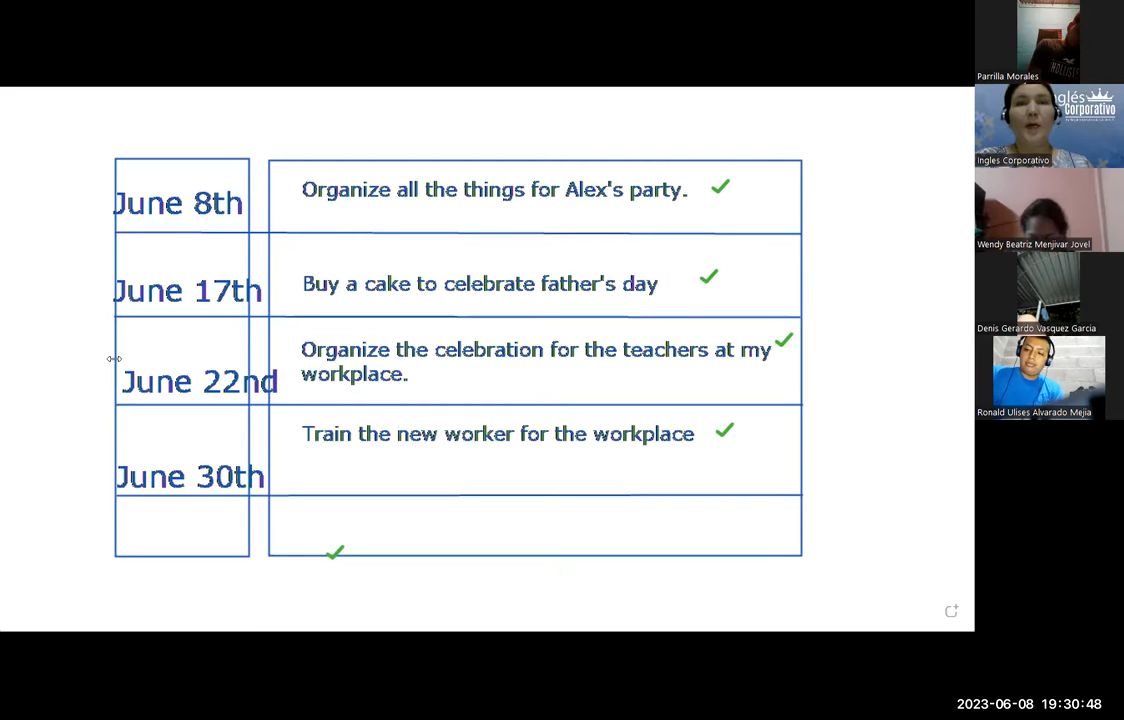 June 8th
Organize all the things for Alex's party.
June 17th
Buy a cake to celebrate father's day
June 22nd
Organize the celebration for the teachers at my
workplace.
June 30th
Train the new worker for the workplace
Parrilla Morales
Inglés
Corporativo
Ingles Corporativo
Wendy Beatriz Menjivar Jovel
Denis Gerardo Vasquez Garcia
Ronald Ulises Alvarado Mejia
2023-06-08 19:30:48